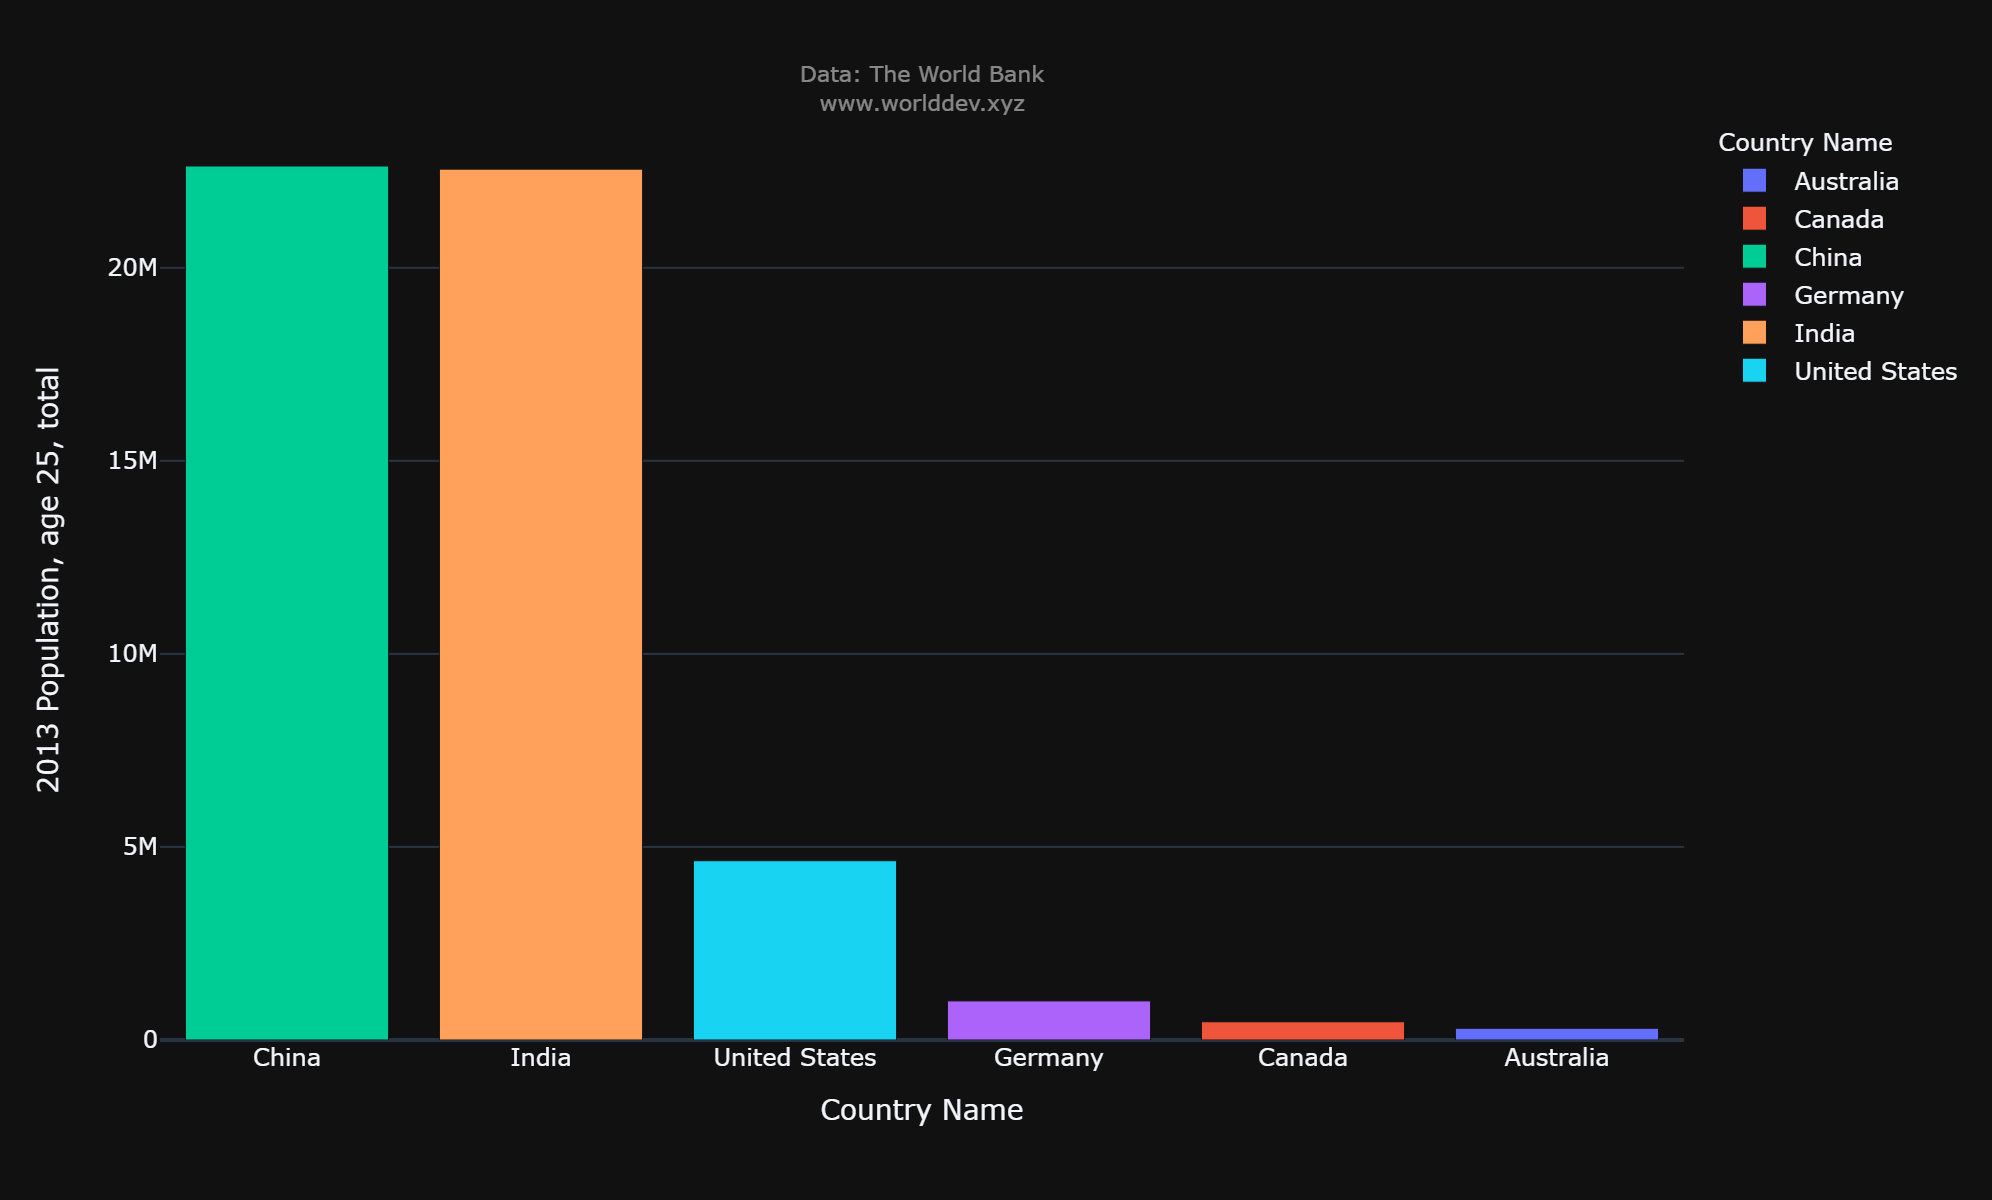 Data: The World Bank
www.worlddev.xyz
Country Name
Australia
Canada
China
Germany
India
United States
20M
15M
10M
5M
0
2013 Population, age 25, total
China
India
United States
Germany
Canada
Australia
Country Name